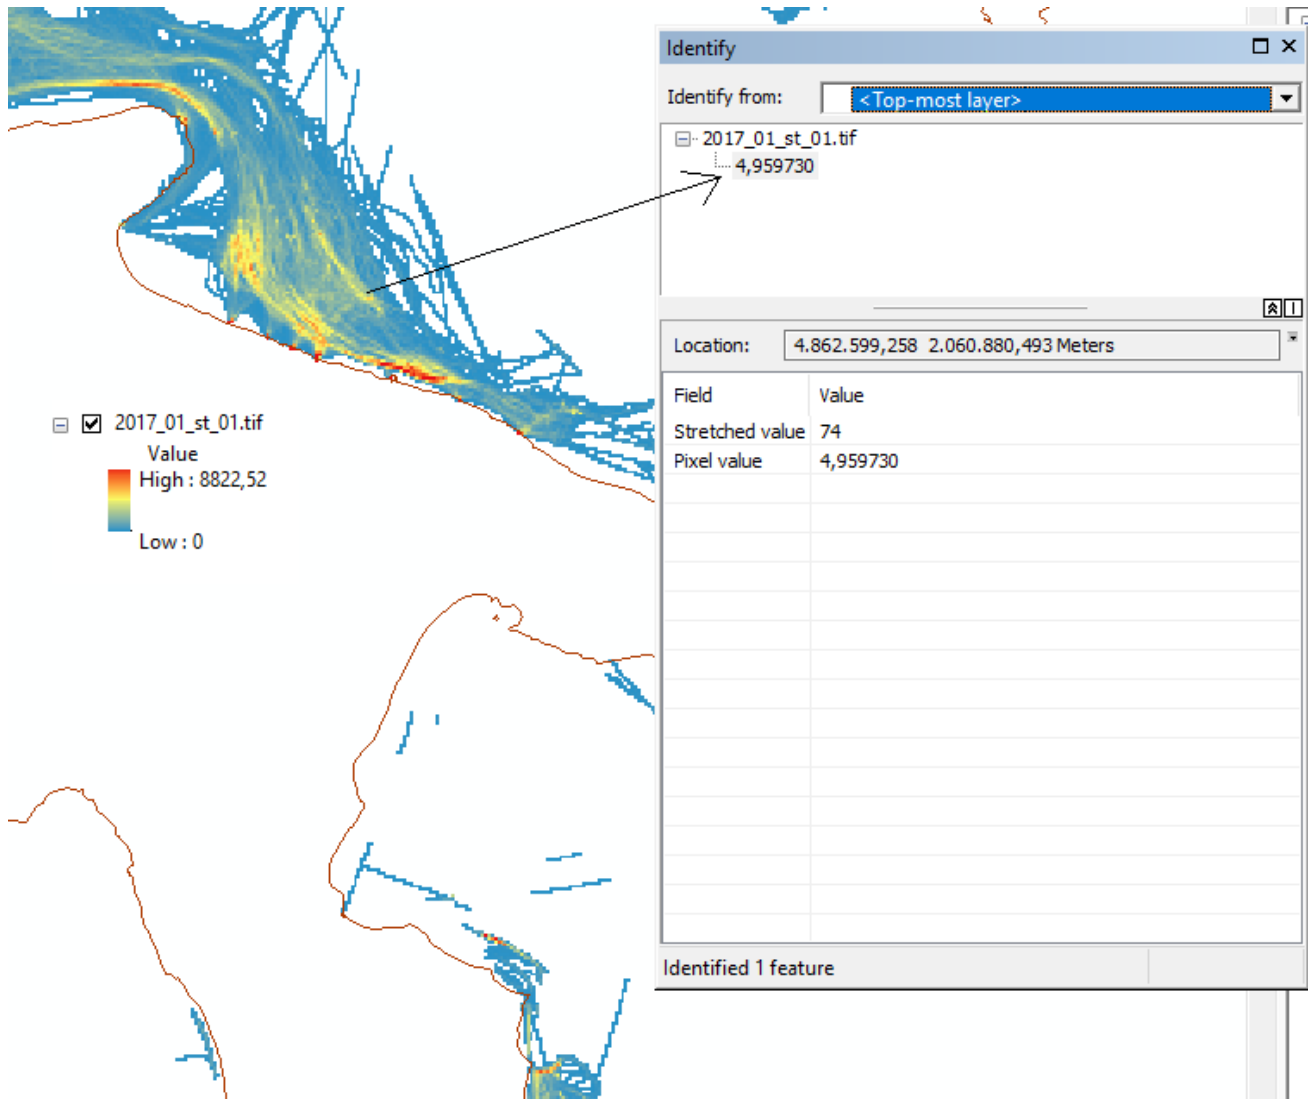 Identify
Identify from: <Top-most layer>
2017_01_st_01.tif
4,959730
Location: 4.862.599,258 2.060.880,493 Meters
Field Value
Stretched value 74
Pixel value 4,959730
Identified 1 feature
2017_01_st_01.tif
Value
High : 8822,52
Low : 0